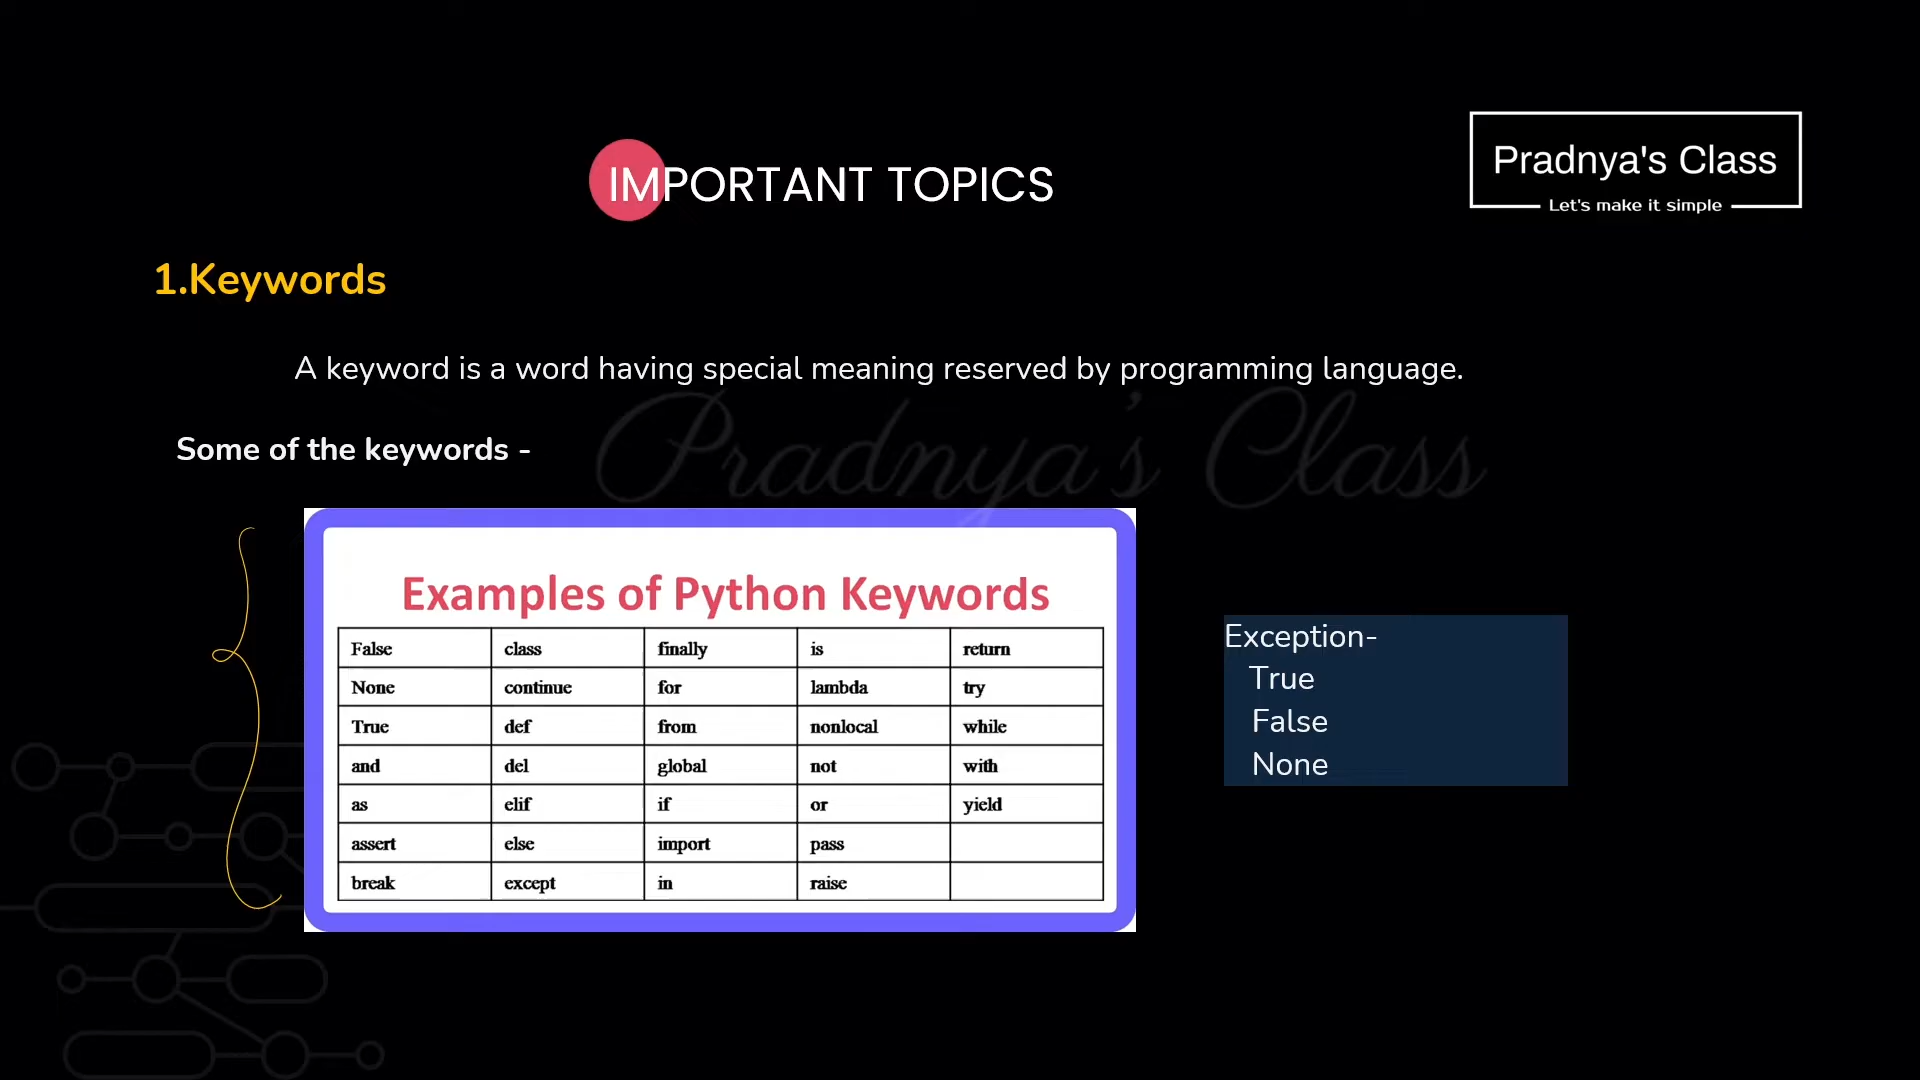 IMPORTANT TOPICS
Pradnya's Class
Let's make it simple
1.Keywords
A keyword is a word having special meaning reserved by programming language.
Pradnya's Class
Some of the keywords -
Examples of Python Keywords
False class finally is return
None continue for lambda try
True def from nonlocal while
and del global not with
as elif if or yield
assert else import pass
break except in raise
Exception-
True
False
None